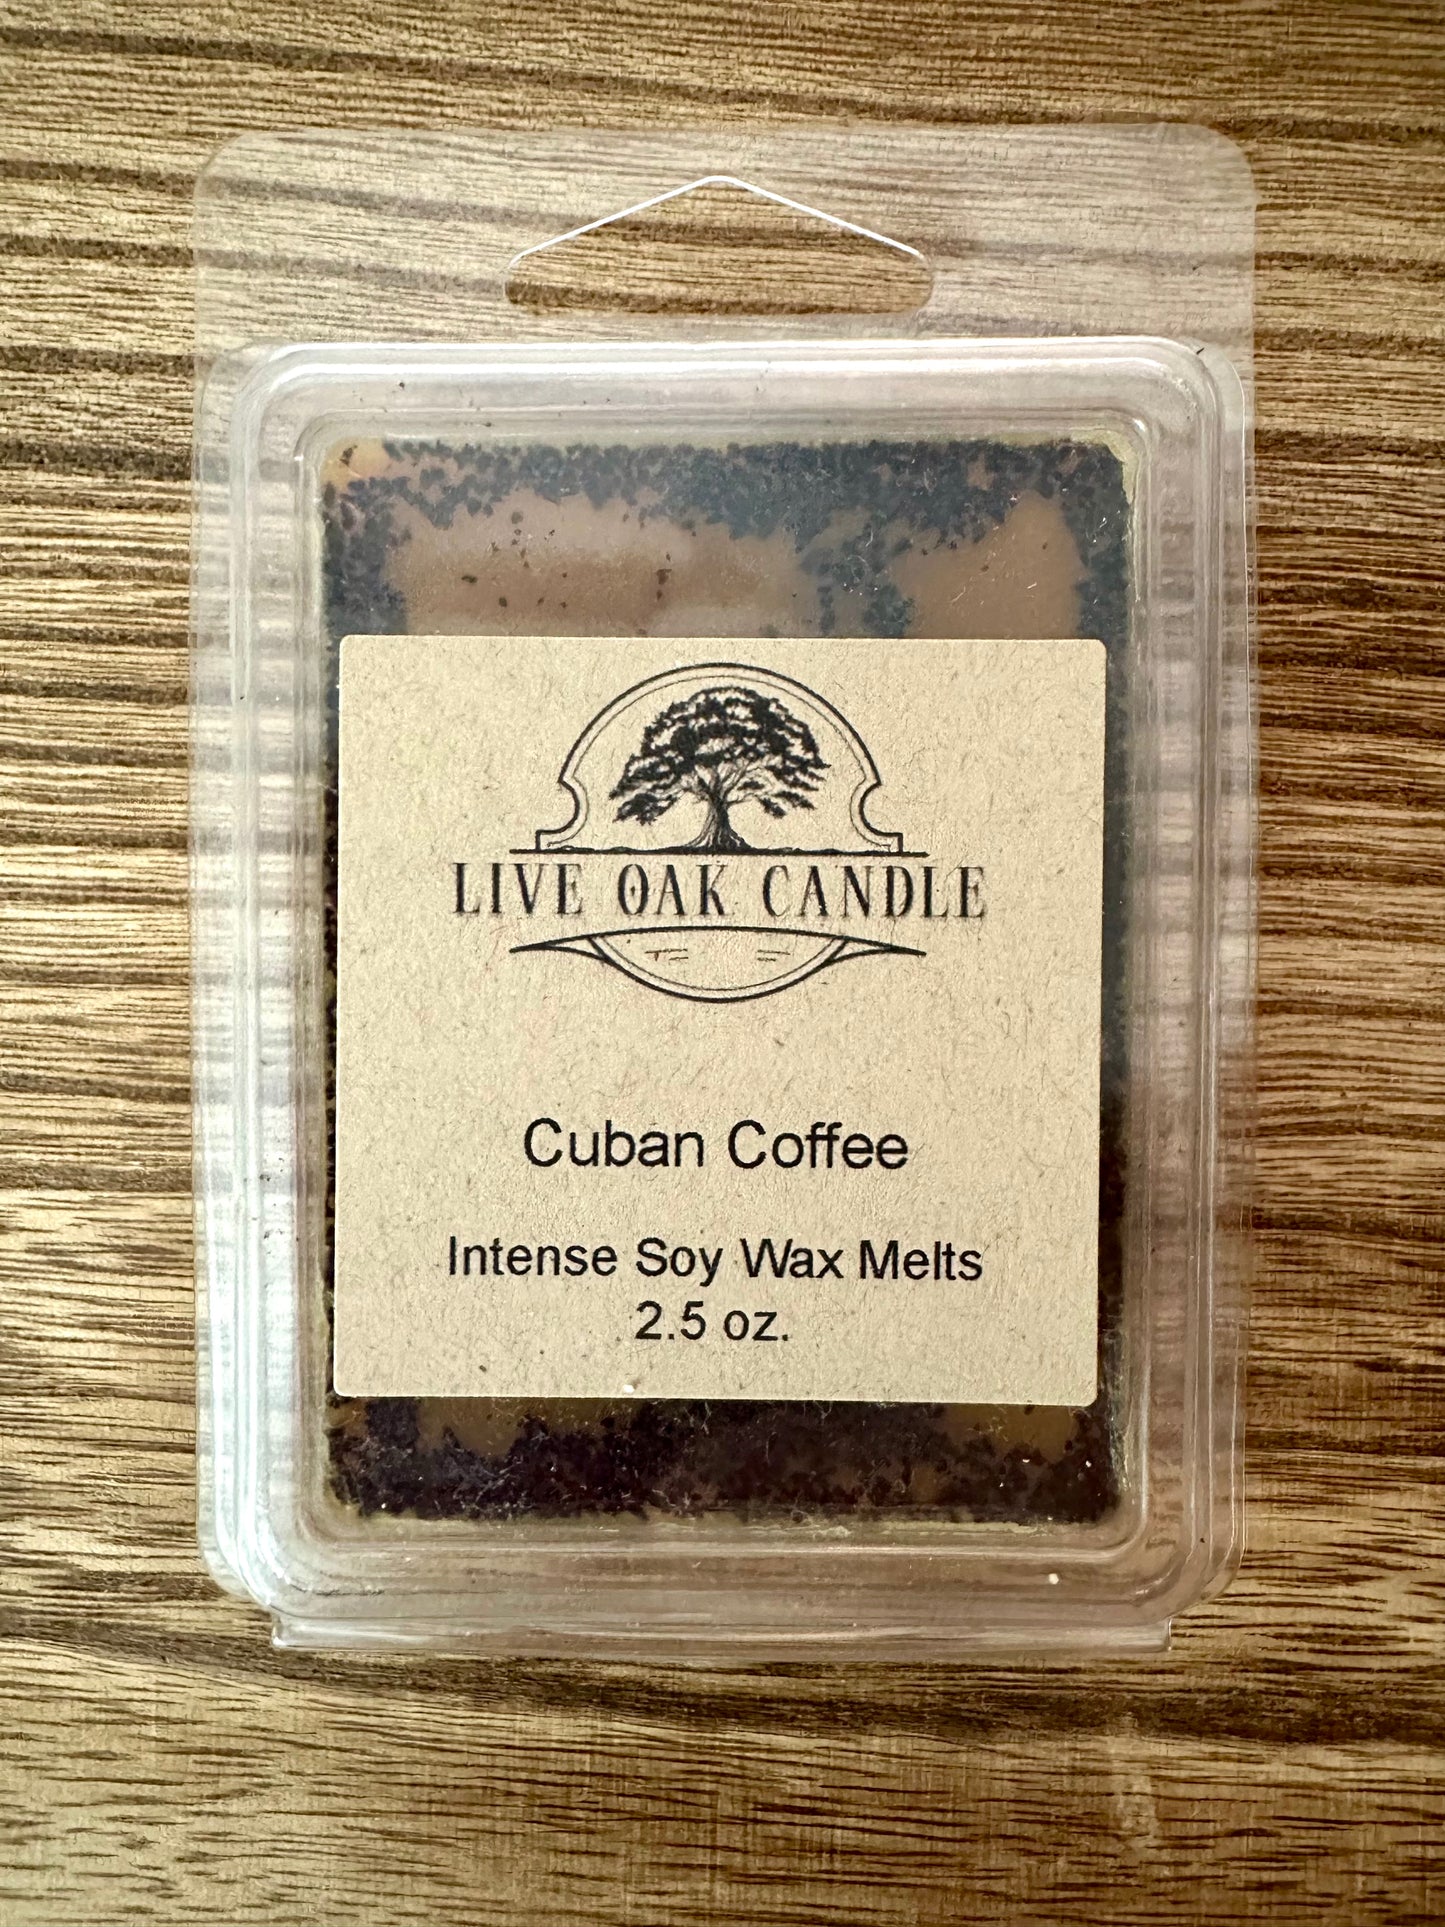 LIVE OAK CANDLE
Cuban Coffee
Intense Soy Wax Melts
2.5 oz.